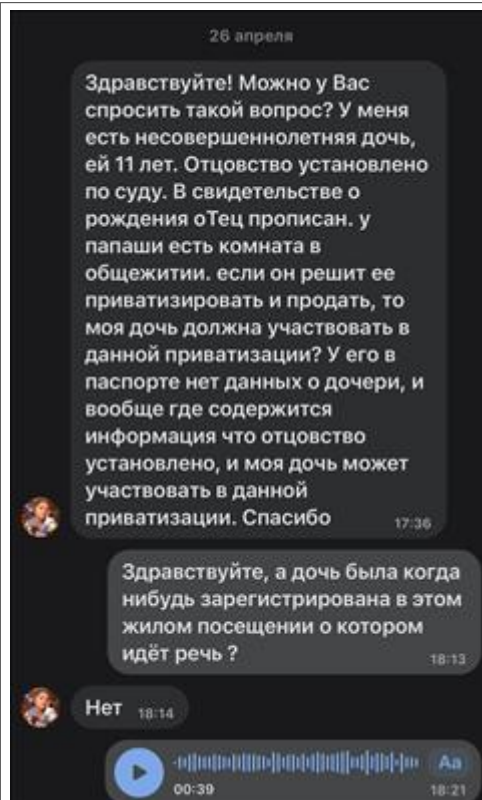 26 апреля
Здравствуйте! Можно у Вас
спросить такой вопрос? У меня
есть несовершеннолетняя дочь,
ей 11 лет. Отцовство установлено
по суду. В свидетельстве о
рождения оТец прописан. у
папаши есть комната в
общежитии. если он решит ее
приватизировать и продать, то
моя дочь должна участвовать в
данной приватизации? У его в
паспорте нет данных о дочери, и
вообще где содержится
информация что отцовство
установлено, и моя дочь может
участвовать в данной
приватизации. Спасибо 17:36
Здравствуйте, а дочь была когда
нибудь зарегистрирована в этом
жилом посещении о котором
идёт речь ? 18:13
Нет 18:14
Aa
00:39 18:21